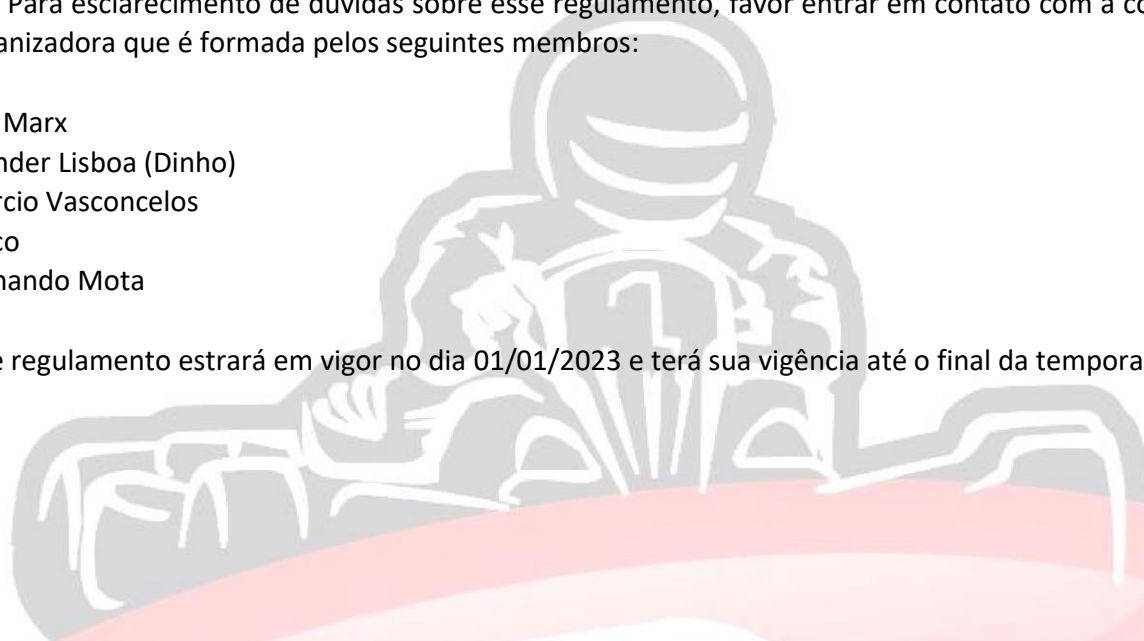 Para esclarecimento de dúvidas sobre esse regulamento, favor entrar em contato com a
anizadora que é formada pelos seguintes membros:
Marx
nder Lisboa (Dinho)
rcio Vasconcelos
co
nando Mota
e regulamento estrará em vigor no dia 01/01/2023 e terá sua vigência até o final da tempora